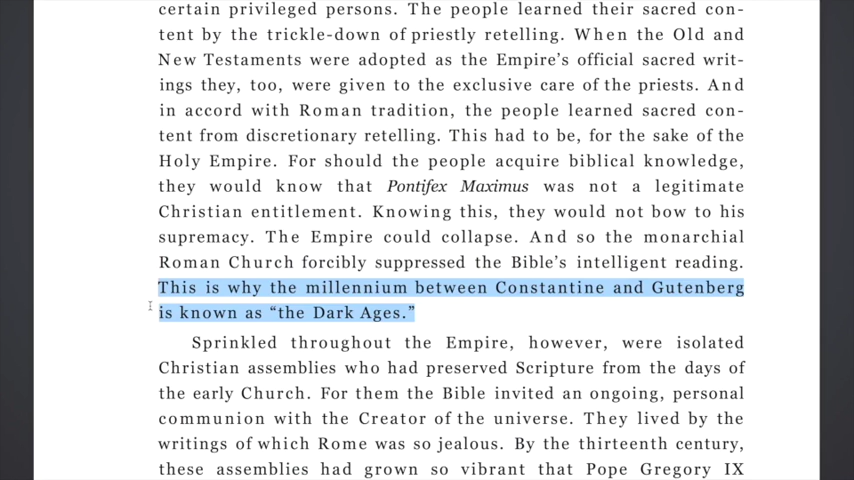 certain privileged persons. The people learned their sacred con-
tent by the trickle-down of priestly retelling. When the Old and
New Testaments were adopted as the Empire’s official sacred writ-
ings they, too, were given to the exclusive care of the priests. And
in accord with Roman tradition, the people learned sacred con-
tent from discretionary retelling. This had to be, for the sake of the
Holy Empire. For should the people acquire biblical knowledge,
they would know that Pontifex Maximus was not a legitimate
Christian entitlement. Knowing this, they would not bow to his
supremacy. The Empire could collapse. And so the monarchial
Roman Church forcibly suppressed the Bible’s intelligent reading.
This is why the millennium between Constantine and Gutenberg
is known as “the Dark Ages.”
Sprinkled throughout the Empire, however, were isolated
Christian assemblies who had preserved Scripture from the days of
the early Church. For them the Bible invited an ongoing, personal
communion with the Creator of the universe. They lived by the
writings of which Rome was so jealous. By the thirteenth century,
these assemblies had grown so vibrant that Pope Gregory IX